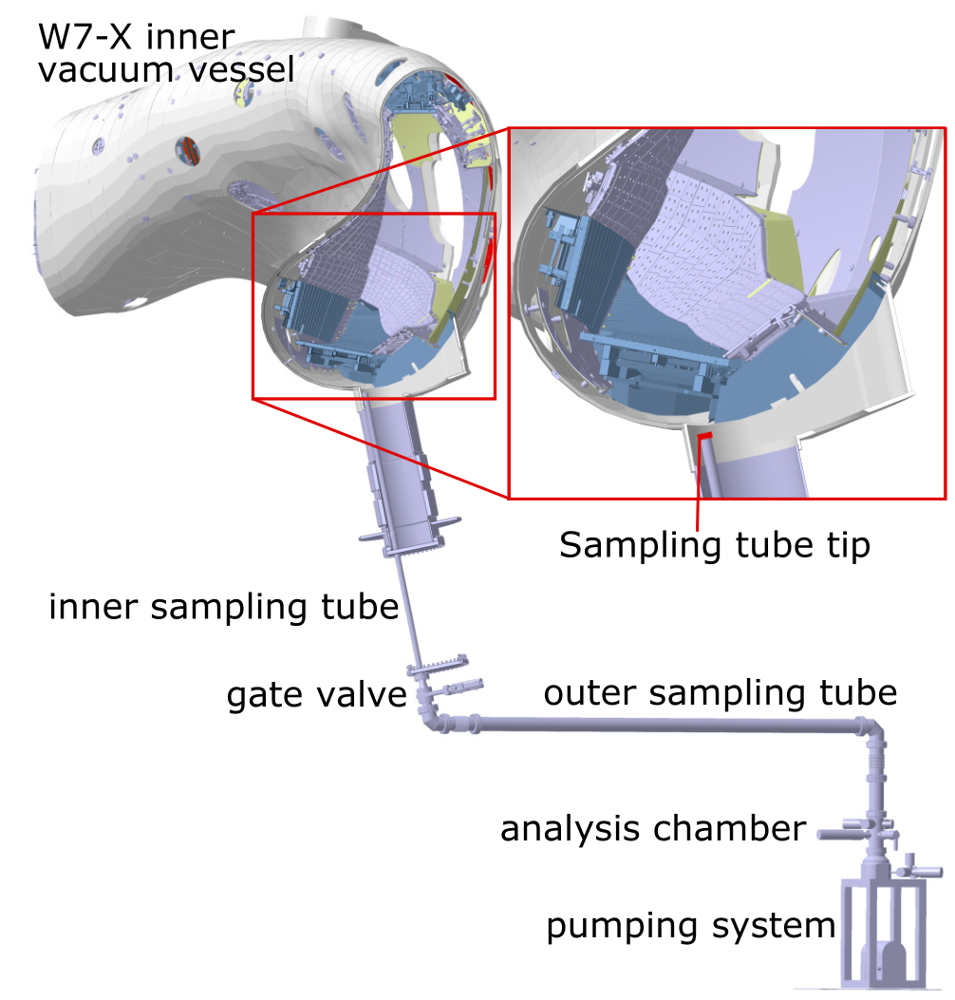 W7-X inner
vacuum vessel
Sampling tube tip
inner sampling tube
gate valve
outer sampling tube
analysis chamber
pumping system